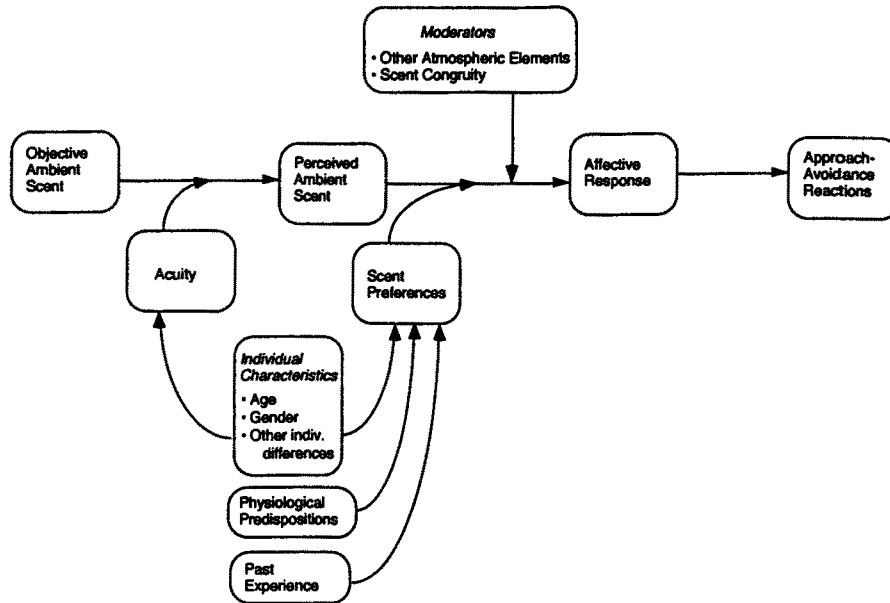 Moderators
• Other Atmospheric Elements
• Scent Congruity
Objective
Ambient
Scent
Perceived
Ambient
Scent
Affective
Response
Approach-
Avoidance
Reactions
Acuity
Scent
Preferences
Individual
Characteristics
• Age
• Gender
• Other indiv.
differences
Physiological
Predispositions
Past
Experience